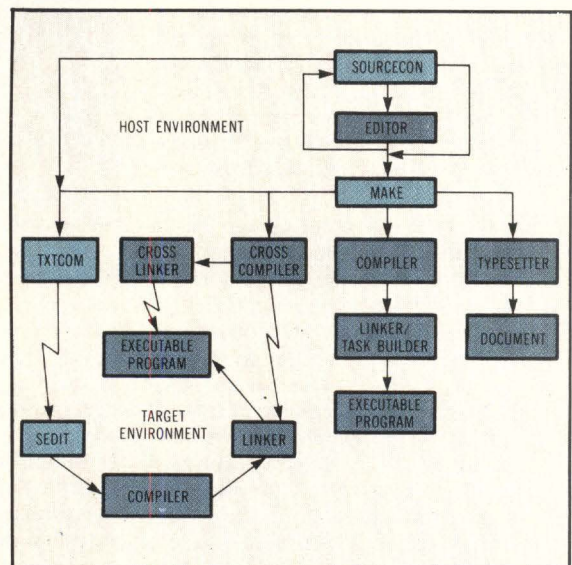 SOURCECON
HOST ENVIRONMENT
EDITOR
MAKE
TXTCOM
CROSS
LINKER
CROSS
COMPILER
COMPILER
TYPESETTER
EXECUTABLE
PROGRAM
LINKER/
TASK BUILDER
DOCUMENT
TARGET
ENVIRONMENT
SEDIT
LINKER
EXECUTABLE
PROGRAM
COMPILER